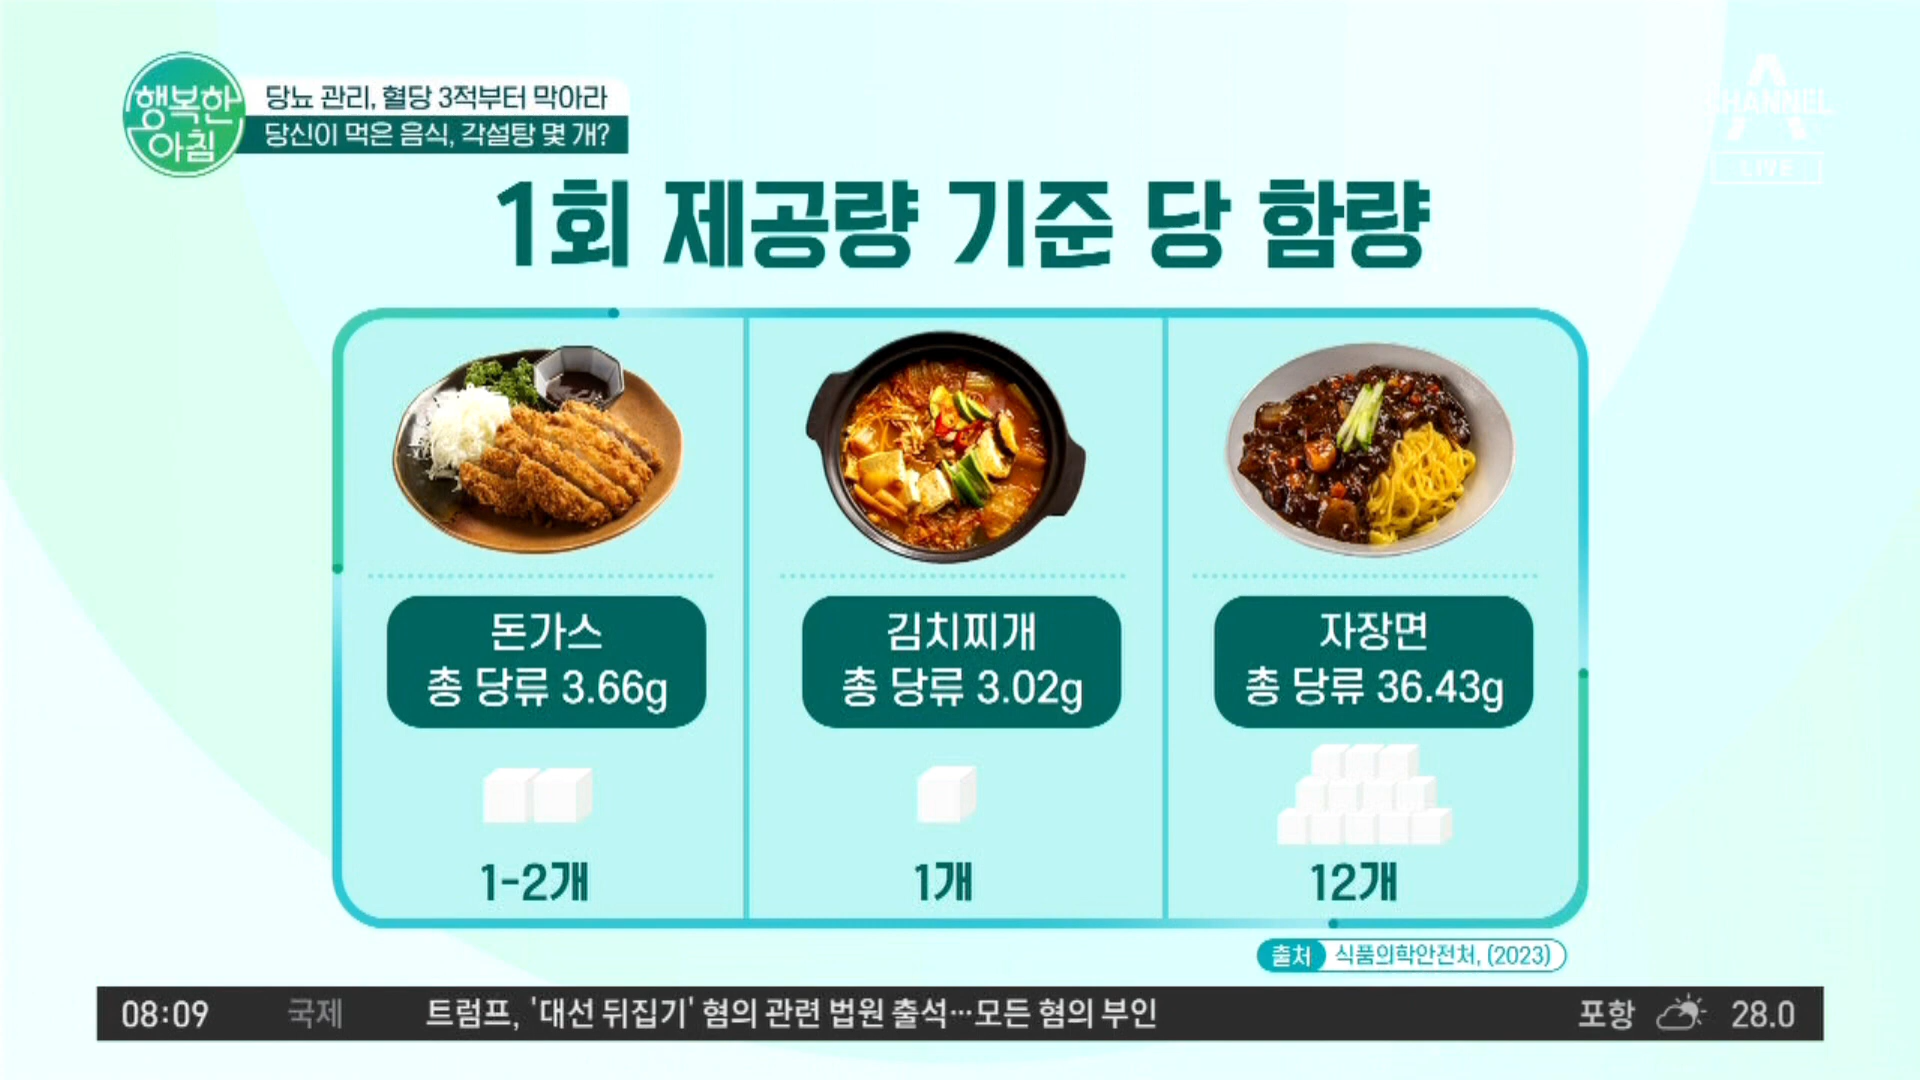 행복한
아침
당뇨 관리, 혈당 3적부터 막아라
당신이 먹은 음식, 각설탕 몇 개?
CHANNEL A
LIVE
1회 제공량 기준 당 함량
돈가스
총 당류 3.66g
1-2개
김치찌개
총 당류 3.02g
1개
자장면
총 당류 36.43g
12개
출처 식품의학안전처, (2023)
08:09 국제 트럼프, '대선 뒤집기' 혐의 관련 법원 출석…모든 혐의 부인 포항 28.0